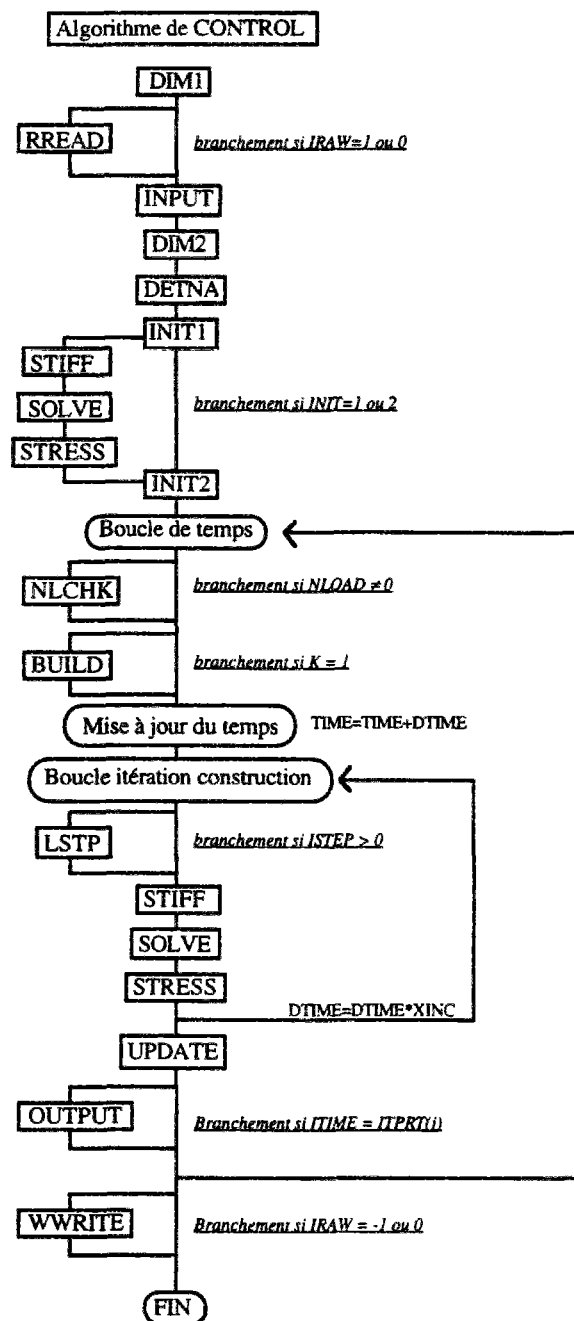 Algorithme de CONTROL
DIM1
RREAD
branchement si IRAW=1 ou 0
INPUT
DIM2
DETNA
INIT1
STIFF
SOLVE
branchement si INIT=1 ou 2
STRESS
INIT2
Boucle de temps
NLCHK
branchement si NLOAD ≠ 0
BUILD
branchement si K = 1
Mise à jour du temps
TIME=TIME+DTIME
Boucle itération construction
LSTP
branchement si ISTEP > 0
STIFF
SOLVE
STRESS
DTIME=DTIME*XINC
UPDATE
OUTPUT
Branchement si ITIME = ITPRT(i)
WWRITE
Branchement si IRAW = -1 ou 0
FIN